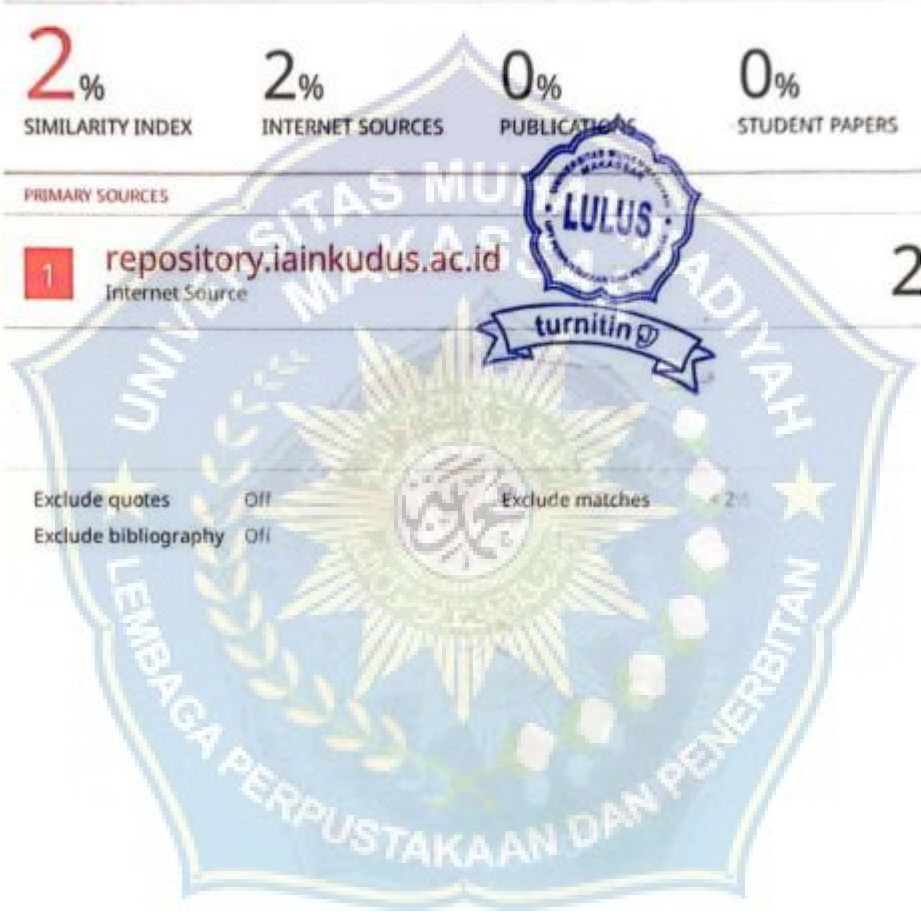 2%
SIMILARITY INDEX
2%
INTERNET SOURCES
0%
PUBLICATIONS
0%
STUDENT PAPERS
PRIMARY SOURCES
1
repository.iainkudus.ac.id
Internet Source
2
LULUS
turnitin
Exclude quotes Off
Exclude bibliography Off
Exclude matches
UNIVERSITAS MUHAMMADIYAH
MAKASSAR
LEMBAGA PERPUSTAKAAN DAN PENERBITAN